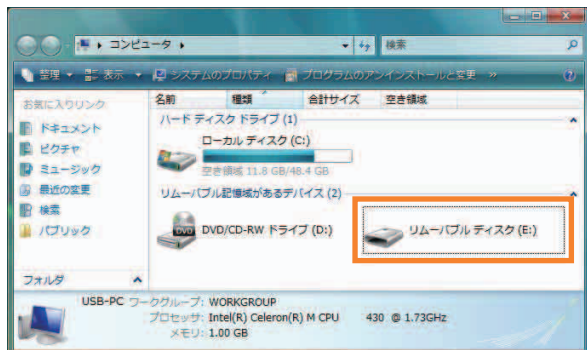 コンピュータ
検索
整理 表示 システムのプロパティ プログラムのアンインストールと変更 »
お気に入りリンク
ドキュメント
ピクチャ
ミュージック
最近の変更
検索
パブリック
フォルダ
名前 種類 合計サイズ 空き領域
ハード ディスク ドライブ (1)
ローカル ディスク (C:)
空き領域 11.8 GB/48.4 GB
リムーバブル記憶域があるデバイス (2)
DVD/CD-RW ドライブ (D:)
リムーバブル ディスク (E:)
USB-PC ワークグループ: WORKGROUP
プロセッサ: Intel(R) Celeron(R) M CPU 430 @ 1.73GHz
メモリ: 1.00 GB